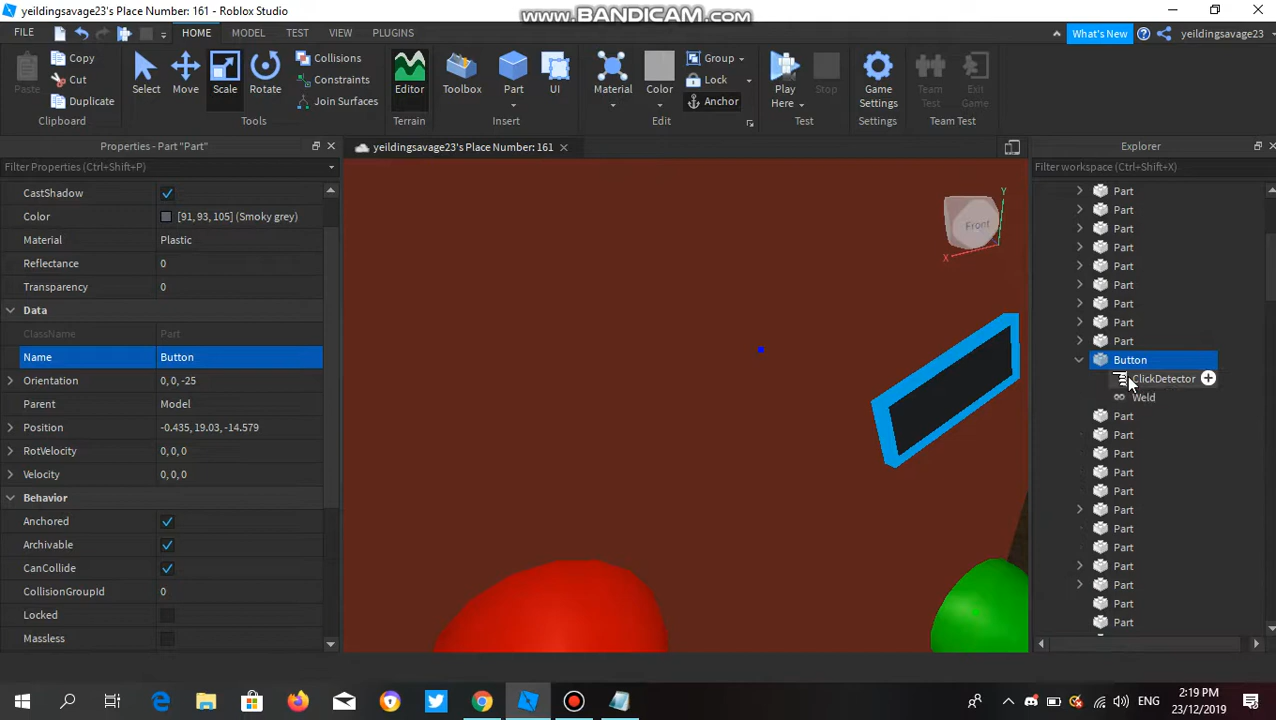 yeildingsavage23's Place Number: 161 - Roblox Studio
www.BANDICAM.com
FILE HOME MODEL TEST VIEW PLUGINS What's New yeildingsavage23
Paste Copy Cut Duplicate
Clipboard
Select Move Scale Rotate Collisions Constraints Join Surfaces
Tools
Editor
Terrain
Toolbox Part UI
Insert
Material Color Group Lock Anchor
Edit
Play Here Stop
Test
Game Settings
Settings
Team Test Exit Game
Team Test
Properties - Part "Part"
Filter Properties (Ctrl+Shift+P)
CastShadow
Color [91, 93, 105] (Smoky grey)
Material Plastic
Reflectance 0
Transparency 0
Data
ClassName Part
Name Button
Orientation 0, 0, -25
Parent Model
Position -0.435, 19.03, -14.579
RotVelocity 0, 0, 0
Velocity 0, 0, 0
Behavior
Anchored
Archivable
CanCollide
CollisionGroupId 0
Locked
Massless
yeildingsavage23's Place Number: 161
Front
Y
X
Explorer
Filter workspace (Ctrl+Shift+X)
Part
Part
Part
Part
Part
Part
Part
Part
Part
Button
ClickDetector
Weld
Part
Part
Part
Part
Part
Part
Part
Part
Part
Part
Part
Part
ENG
2:19 PM
23/12/2019